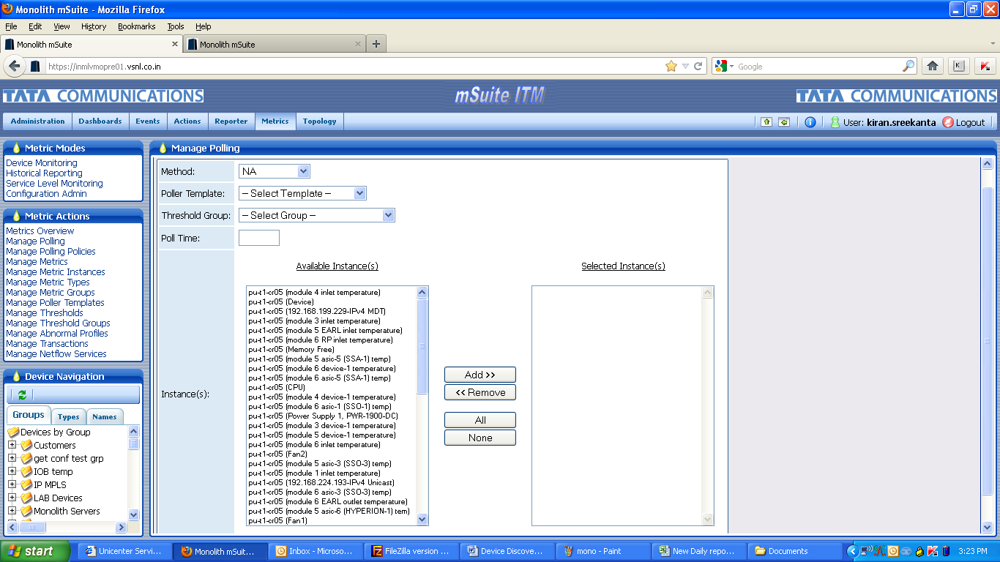 Monolith mSuite - Mozilla Firefox
File Edit View History Bookmarks Tools Help
Monolith mSuite
Monolith mSuite
https://inmlvmopre01.vsnl.co.in
Google
TATA COMMUNICATIONS
mSuite ITM
TATA COMMUNICATIONS
Administration Dashboards Events Actions Reporter Metrics Topology
User: kiran.sreekanta Logout
Metric Modes
Device Monitoring
Historical Reporting
Service Level Monitoring
Configuration Admin
Metric Actions
Metrics Overview
Manage Polling
Manage Polling Policies
Manage Metrics
Manage Metric Instances
Manage Metric Types
Manage Metric Groups
Manage Poller Templates
Manage Thresholds
Manage Threshold Groups
Manage Abnormal Profiles
Manage Transactions
Manage Netflow Services
Device Navigation
Groups Types Names
Devices by Group
Customers
get conf test grp
IOB temp
IP MPLS
LAB Devices
Monolith Servers
Manage Polling
Method: NA
Poller Template: -- Select Template --
Threshold Group: -- Select Group --
Poll Time:
Instance(s):
Available Instance(s)
pu-t1-cr05 (module 4 inlet temperature)
pu-t1-cr05 (Device)
pu-t1-cr05 (192.168.199.229-IPv4 MDT)
pu-t1-cr05 (module 3 inlet temperature)
pu-t1-cr05 (module 5 EARL inlet temperature)
pu-t1-cr05 (module 6 RP inlet temperature)
pu-t1-cr05 (Memory Free)
pu-t1-cr05 (module 5 asic-5 (SSA-1) temp)
pu-t1-cr05 (module 6 device-1 temperature)
pu-t1-cr05 (module 6 asic-5 (SSA-1) temp)
pu-t1-cr05 (CPU)
pu-t1-cr05 (module 4 device-1 temperature)
pu-t1-cr05 (module 6 asic-1 (SSO-1) temp)
pu-t1-cr05 (Power Supply 1, PWR-1900-DC)
pu-t1-cr05 (module 3 device-1 temperature)
pu-t1-cr05 (module 5 device-1 temperature)
pu-t1-cr05 (module 6 inlet temperature)
pu-t1-cr05 (Fan2)
pu-t1-cr05 (module 5 asic-3 (SSO-3) temp)
pu-t1-cr05 (module 1 inlet temperature)
pu-t1-cr05 (192.168.224.193-IPv4 Unicast)
pu-t1-cr05 (module 6 asic-3 (SSO-3) temp)
pu-t1-cr05 (module 6 EARL outlet temperature)
pu-t1-cr05 (module 5 asic-6 (HYPERION-1) tem)
pu-t1-cr05 (Fan1)
Add >>
<< Remove
All
None
Selected Instance(s)
start
Unicenter Servi...
Monolith mSuit...
Inbox - Microso...
FileZilla version ...
Device Discove...
mono - Paint
New Daily repo...
Documents
3:23 PM